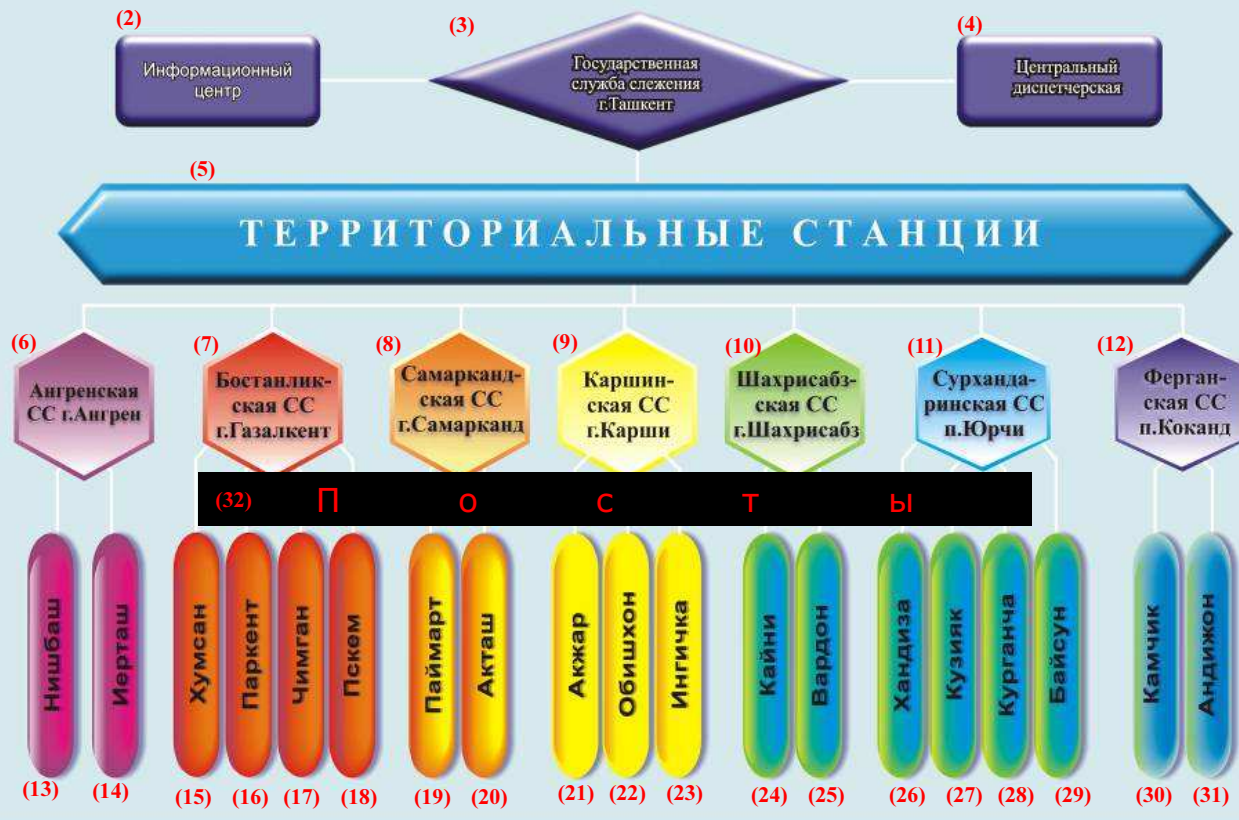 (2)
(3)
(4)
Информационный
центр
Государственная
служба слежения
г.Ташкент
Центральный
диспетчерская
(5)
ТЕРРИТОРИАЛЬНЫЕ СТАНЦИИ
(6)
(7)
(8)
(9)
(10)
(11)
(12)
Ангренская
СС г.Ангрен
Бостанлик-
ская СС
г.Газалкент
Самарканд-
ская СС
г.Самарканд
Каршин-
ская СС
г.Карши
Шахрисабз-
ская СС
г.Шахрисабз
Сурханда-
ринская СС
п.Юрчи
Ферган-
ская СС
п.Коканд
(32) П о с т ы
Нишбаш
Иерташ
Хумсан
Паркент
Чимган
Пскем
Паймарт
Акташ
Акжар
Обишхон
Ингичка
Кайни
Вардон
Хандиза
Кузияк
Курганча
Байсун
Камчик
Андижон
(13)
(14)
(15)
(16)
(17)
(18)
(19)
(20)
(21)
(22)
(23)
(24)
(25)
(26)
(27)
(28)
(29)
(30)
(31)